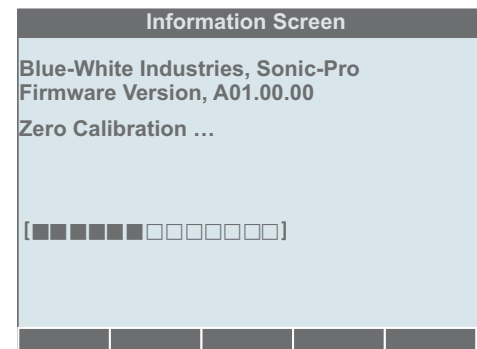 Information Screen
Blue-White Industries, Sonic-Pro
Firmware Version, A01.00.00
Zero Calibration …
[■■■■■■□□□□□□□]